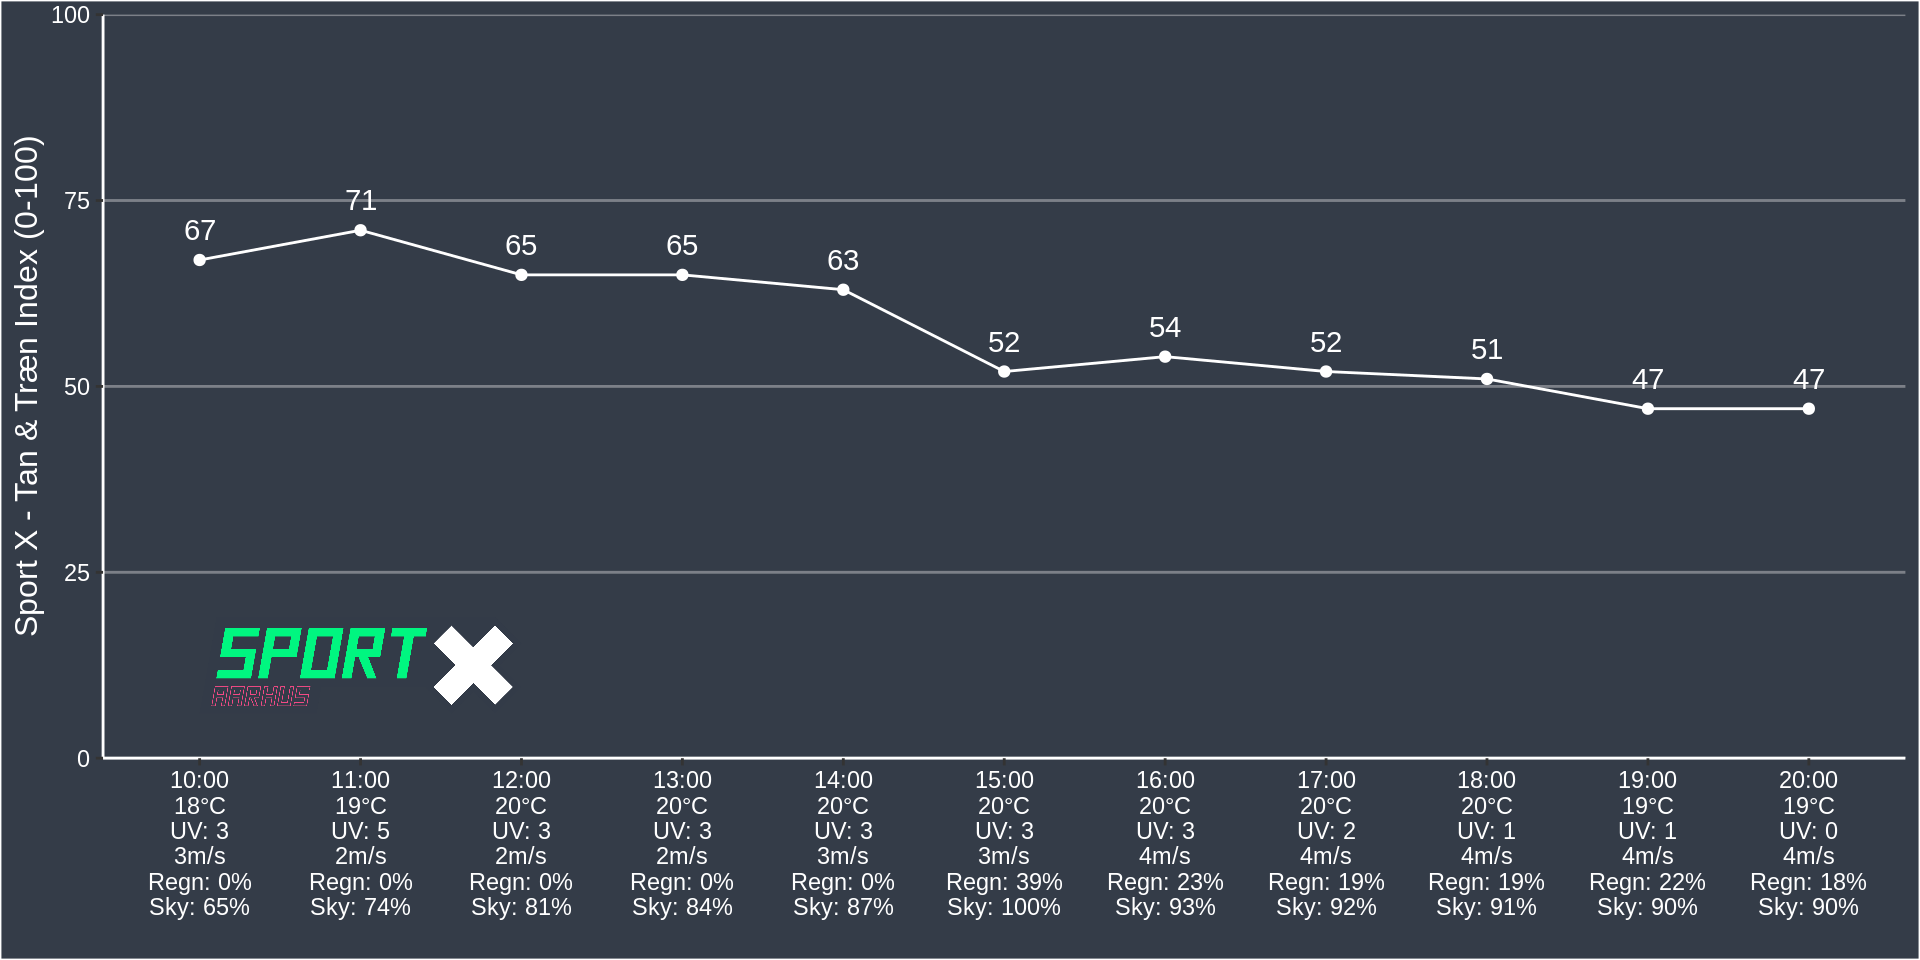 Sport X - Tan & Træn Index (0-100)
100
75
50
25
0
67
71
65
65
63
52
54
52
51
47
47
SPORT X
AARHUS
10:00 11:00 12:00 13:00 14:00 15:00 16:00 17:00 18:00 19:00 20:00
18°C 19°C 20°C 20°C 20°C 20°C 20°C 20°C 20°C 19°C 19°C
UV: 3 UV: 5 UV: 3 UV: 3 UV: 3 UV: 3 UV: 3 UV: 2 UV: 1 UV: 1 UV: 0
3m/s 2m/s 2m/s 2m/s 3m/s 3m/s 4m/s 4m/s 4m/s 4m/s 4m/s
Regn: 0% Regn: 0% Regn: 0% Regn: 0% Regn: 0% Regn: 39% Regn: 23% Regn: 19% Regn: 19% Regn: 22% Regn: 18%
Sky: 65% Sky: 74% Sky: 81% Sky: 84% Sky: 87% Sky: 100% Sky: 93% Sky: 92% Sky: 91% Sky: 90% Sky: 90%